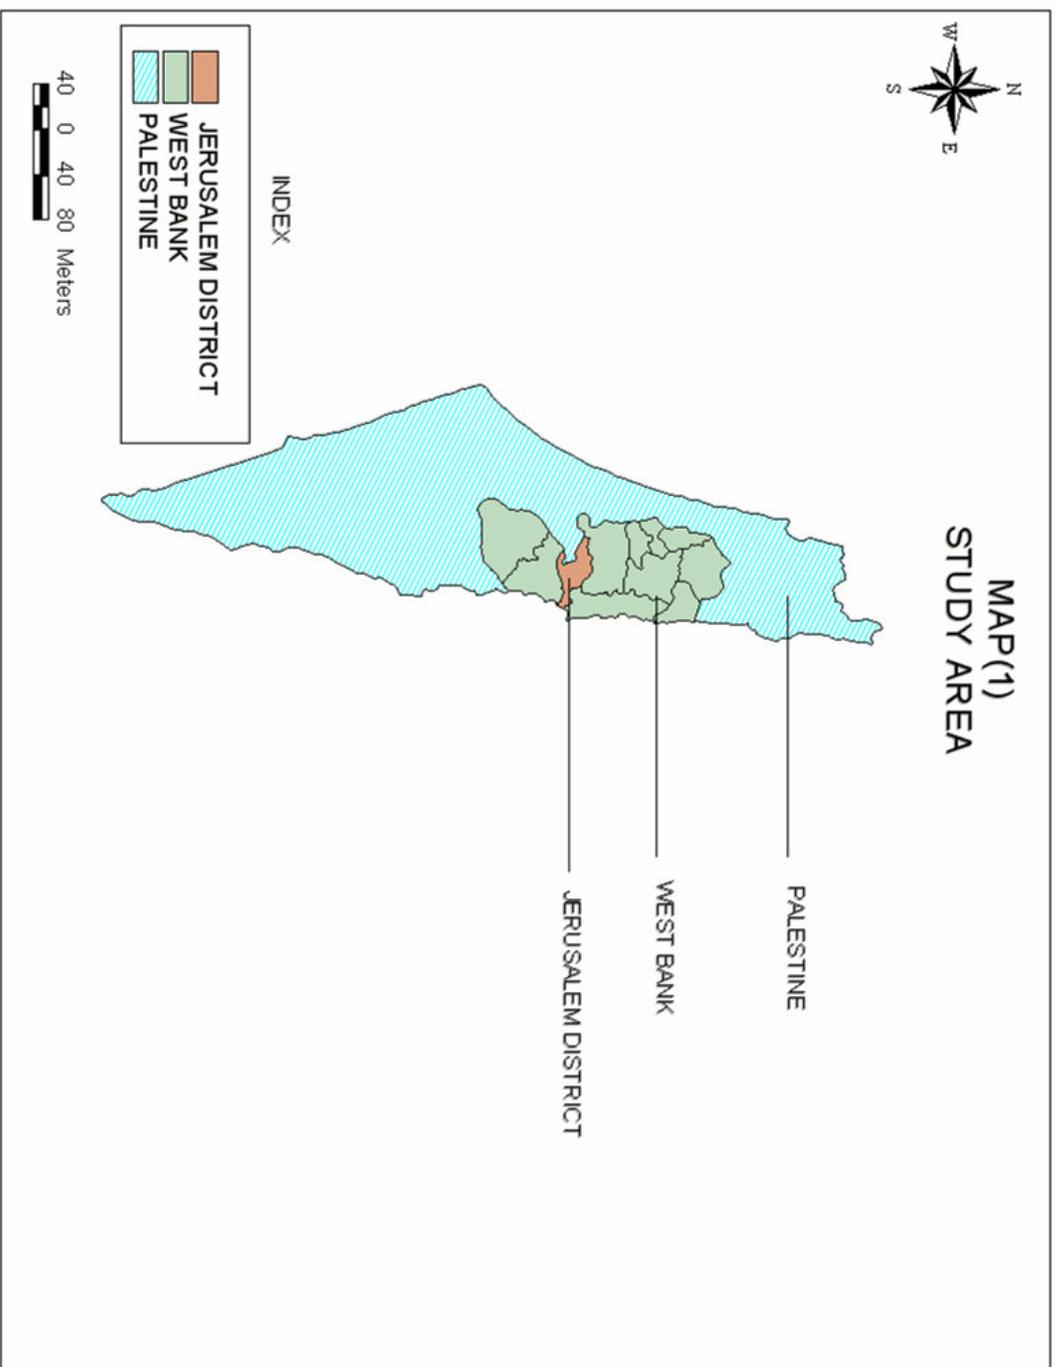 MAP(1)
STUDY AREA
W
N
S
E
PALESTINE
WEST BANK
JERUSALEM DISTRICT
INDEX
JERUSALEM DISTRICT
WEST BANK
PALESTINE
40 0 40 80 Meters